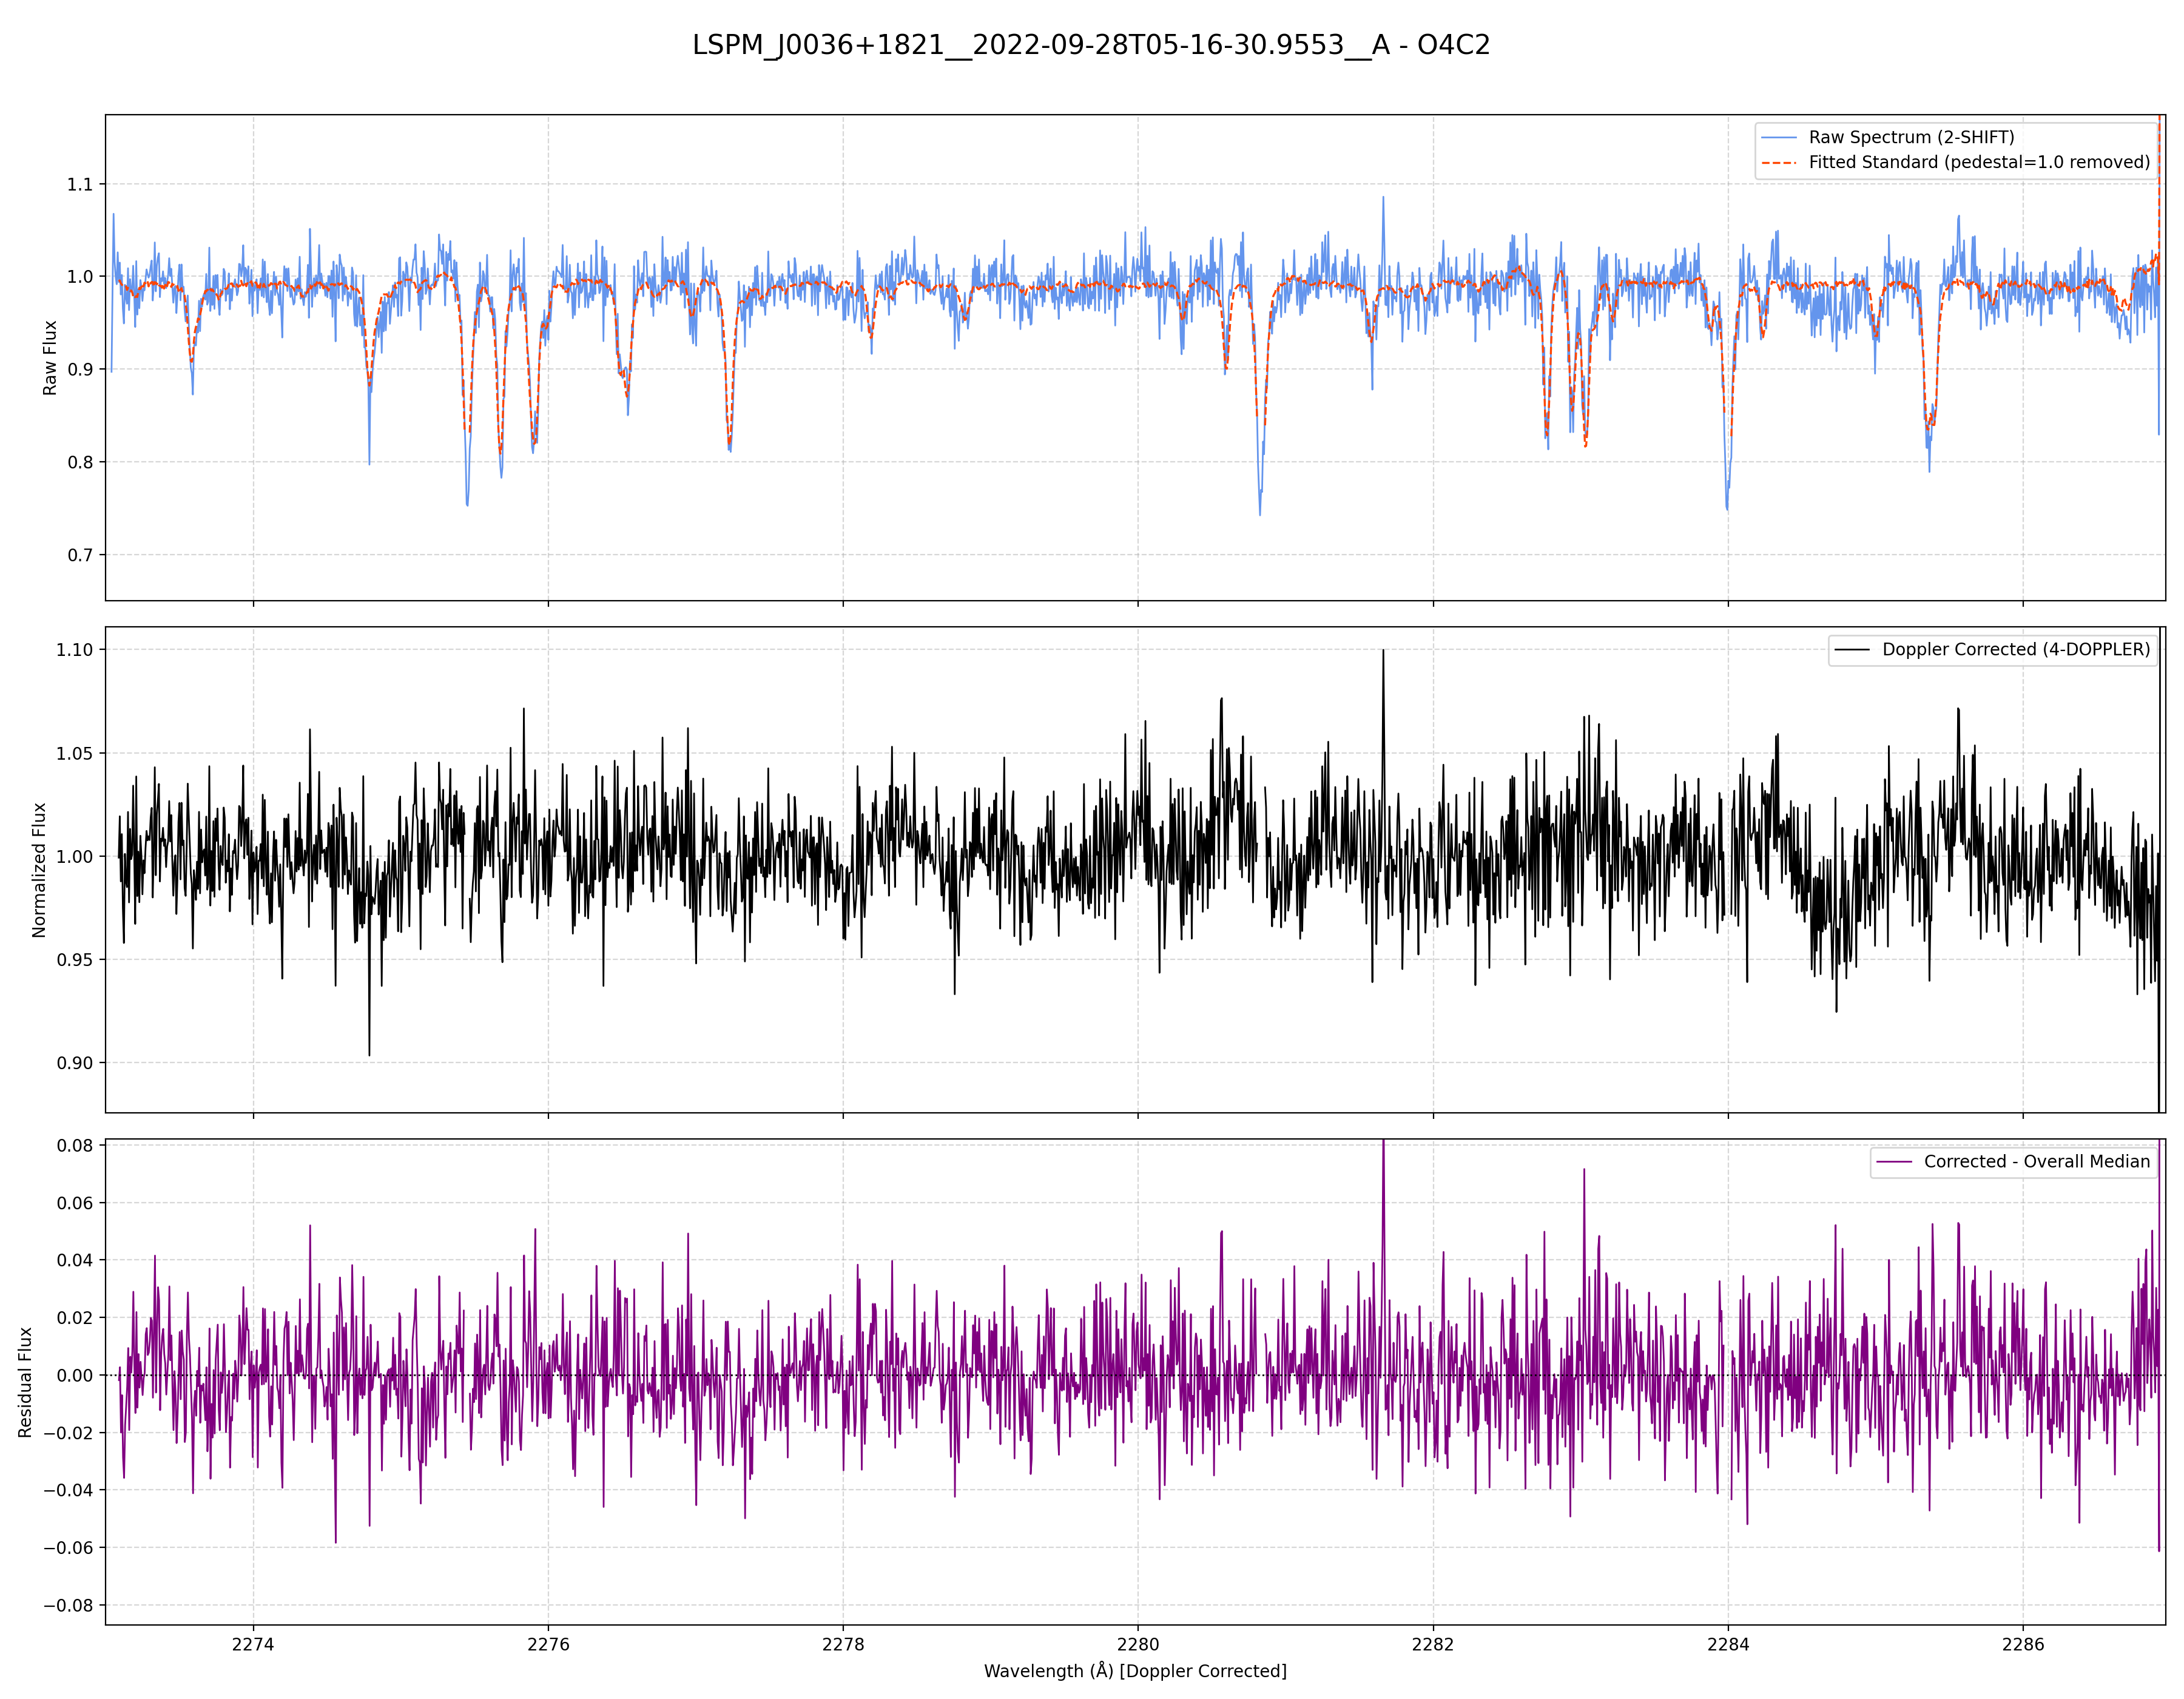 LSPM_J0036+1821__2022-09-28T05-16-30.9553__A - O4C2
Raw Spectrum (2-SHIFT)
Fitted Standard (pedestal=1.0 removed)
Raw Flux
1.1
1.0
0.9
0.8
0.7
Doppler Corrected (4-DOPPLER)
Normalized Flux
1.10
1.05
1.00
0.95
0.90
Corrected - Overall Median
Residual Flux
0.08
0.06
0.04
0.02
0.00
−0.02
−0.04
−0.06
−0.08
2274 2276 2278 2280 2282 2284 2286
Wavelength (Å) [Doppler Corrected]